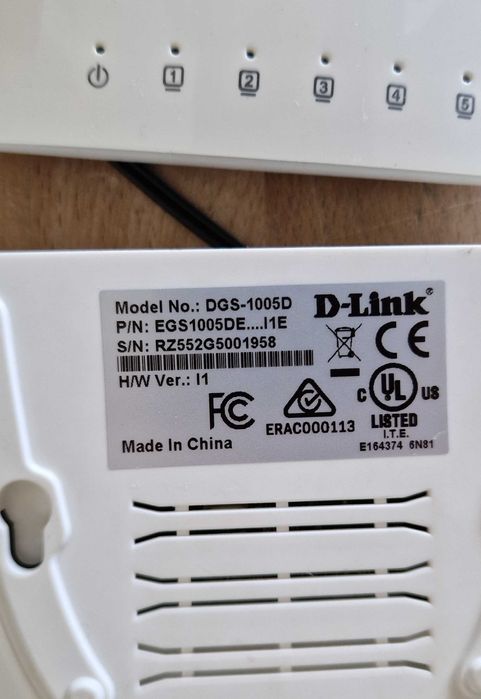 1 2 3 4 5
Model No.: DGS-1005D
D-Link®
P/N: EGS1005DE....I1E
S/N: RZ552G5001958
H/W Ver.: I1
CE
FC
ERAC000113
C UL US
LISTED
I.T.E.
E164374 6N81
Made In China